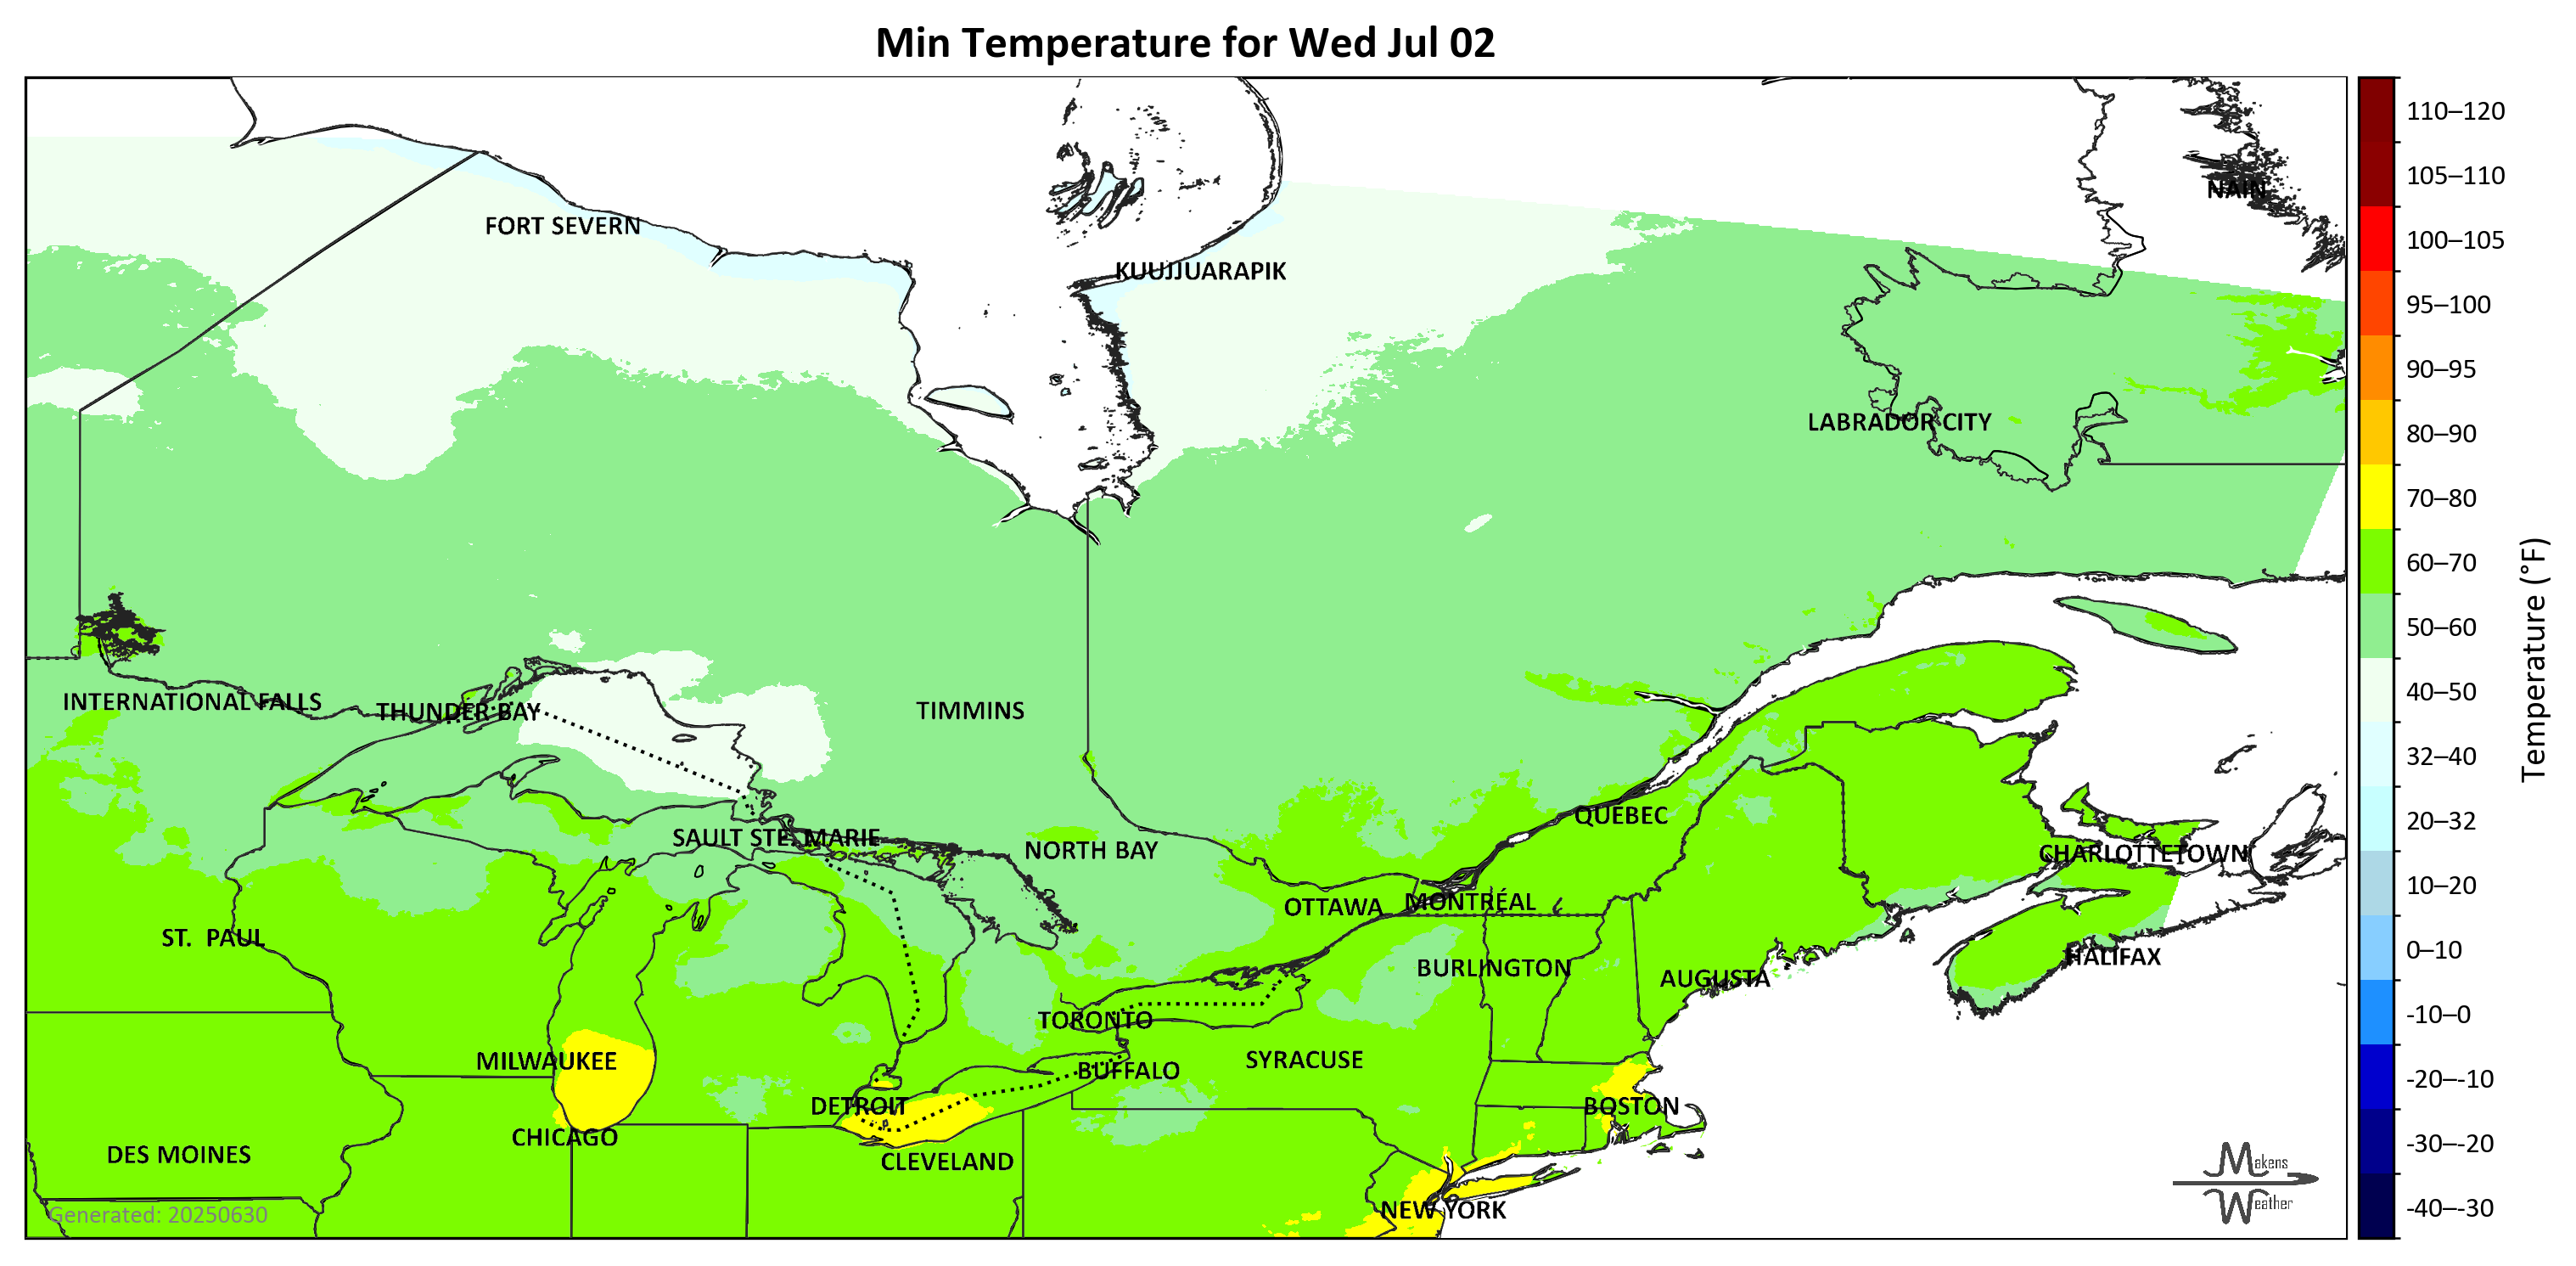 Min Temperature for Wed Jul 02
NAIN
FORT SEVERN
KUUJJUARAPIK
LABRADOR CITY
INTERNATIONAL FALLS
THUNDER BAY
TIMMINS
QUÉBEC
SAULT STE. MARIE
NORTH BAY
CHARLOTTETOWN
OTTAWA
MONTRÉAL
ST. PAUL
HALIFAX
BURLINGTON
AUGUSTA
TORONTO
MILWAUKEE
SYRACUSE
BUFFALO
DETROIT
BOSTON
CHICAGO
DES MOINES
CLEVELAND
NEW YORK
Generated: 20250630
Makens
Weather
110–120
105–110
100–105
95–100
90–95
80–90
70–80
60–70
50–60
40–50
32–40
20–32
10–20
0–10
-10–0
-20–-10
-30–-20
-40–-30
Temperature (°F)